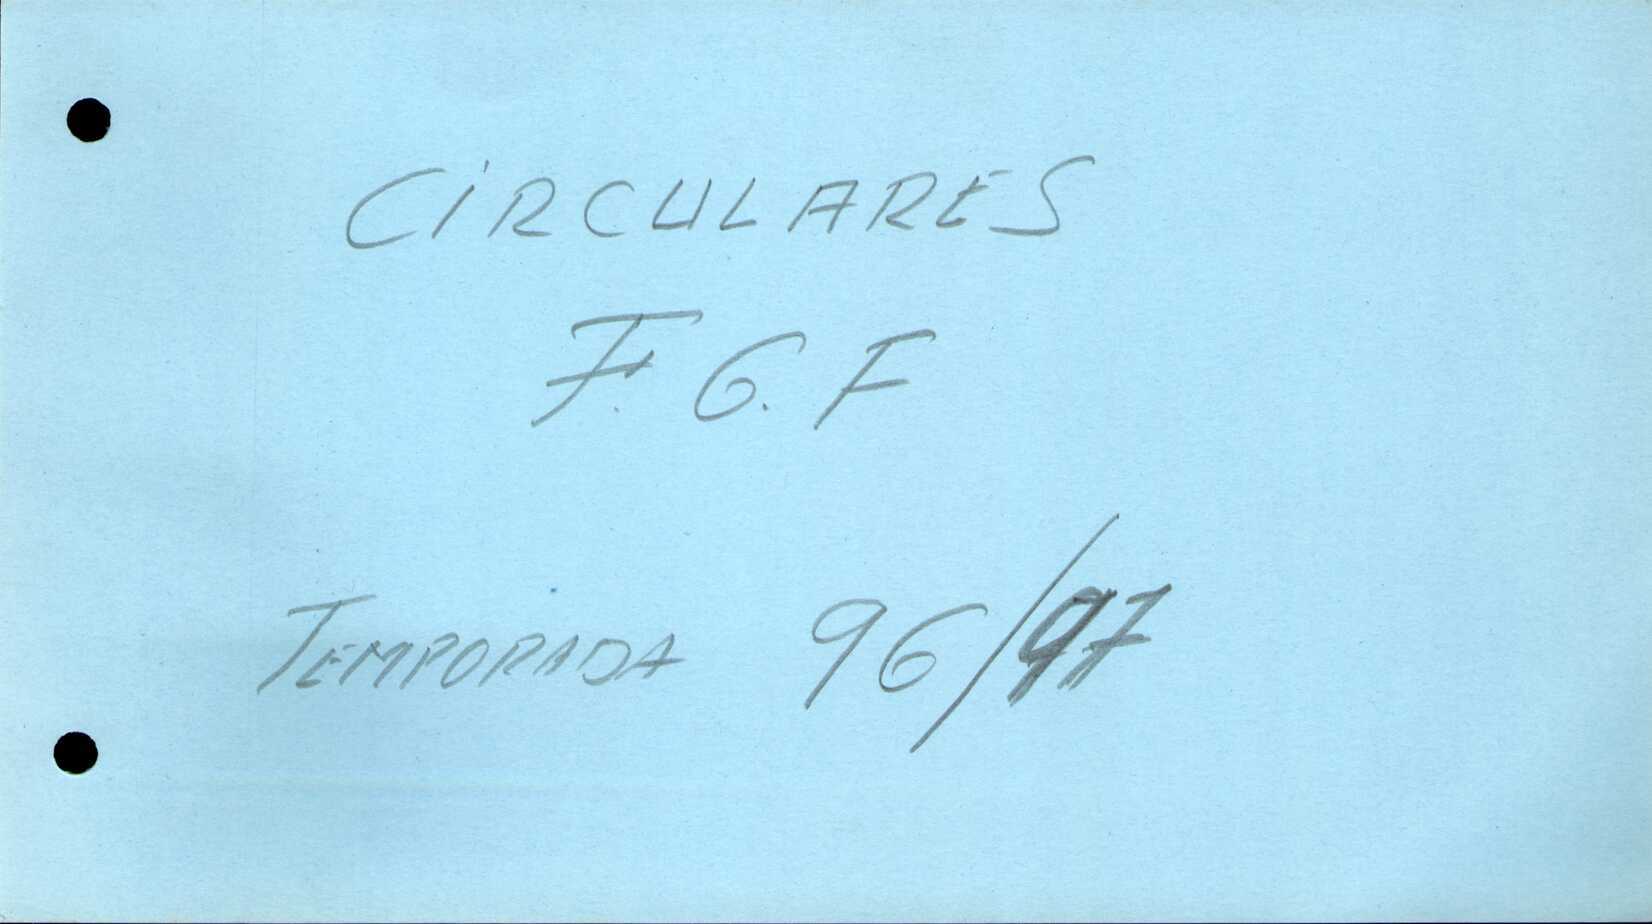 CIRCULARES
F. G. F
TEMPORADA 96/97